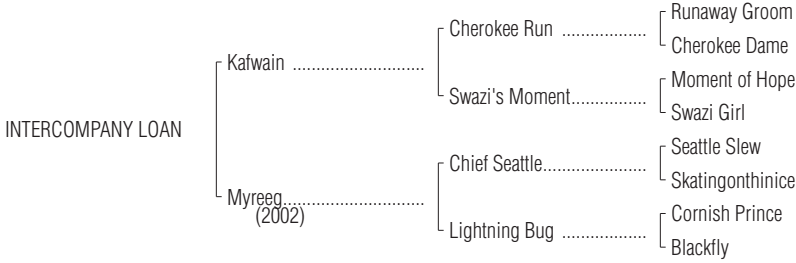 Runaway Groom
Cherokee Run ..................
Cherokee Dame
Kafwain ............................
Moment of Hope
Swazi's Moment................
Swazi Girl
INTERCOMPANY LOAN
Seattle Slew
Chief Seattle......................
Skatingonthinice
Myreeg..............................
(2002)
Cornish Prince
Lightning Bug ..................
Blackfly